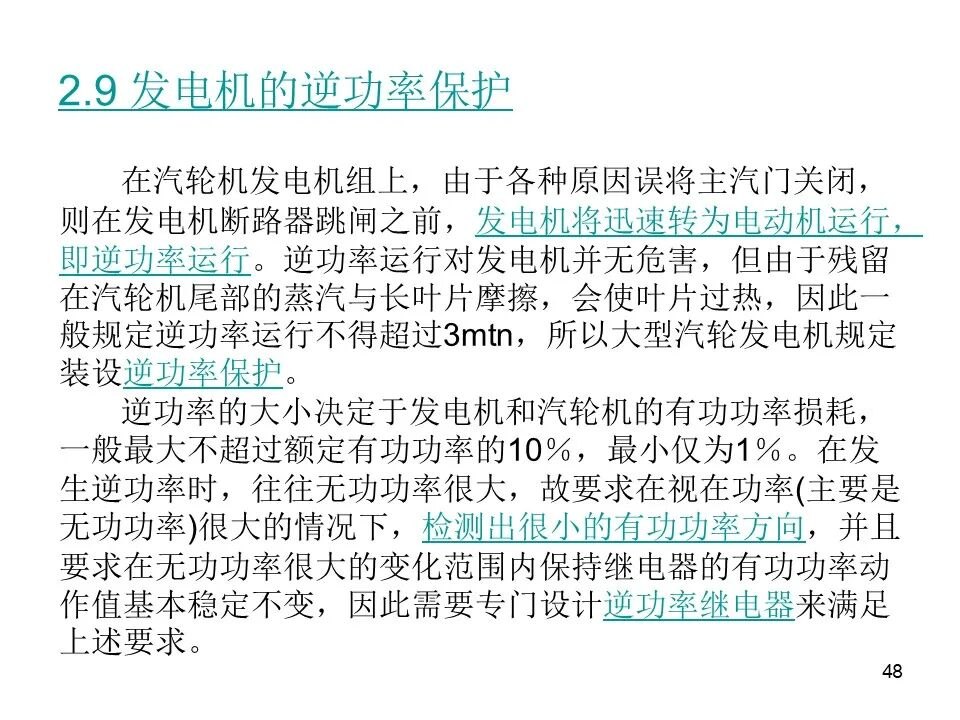 2.9 发电机的逆功率保护
在汽轮机发电机组上，由于各种原因误将主汽门关闭，
则在发电机断路器跳闸之前，发电机将迅速转为电动机运行，
即逆功率运行。逆功率运行对发电机并无危害，但由于残留
在汽轮机尾部的蒸汽与长叶片摩擦，会使叶片过热，因此一
般规定逆功率运行不得超过3mtn，所以大型汽轮发电机规定
装设逆功率保护。
逆功率的大小决定于发电机和汽轮机的有功功率损耗，
一般最大不超过额定有功功率的10％，最小仅为1％。在发
生逆功率时，往往无功功率很大，故要求在视在功率(主要是
无功功率)很大的情况下，检测出很小的有功功率方向，并且
要求在无功功率很大的变化范围内保持继电器的有功功率动
作值基本稳定不变，因此需要专门设计逆功率继电器来满足
上述要求。
48